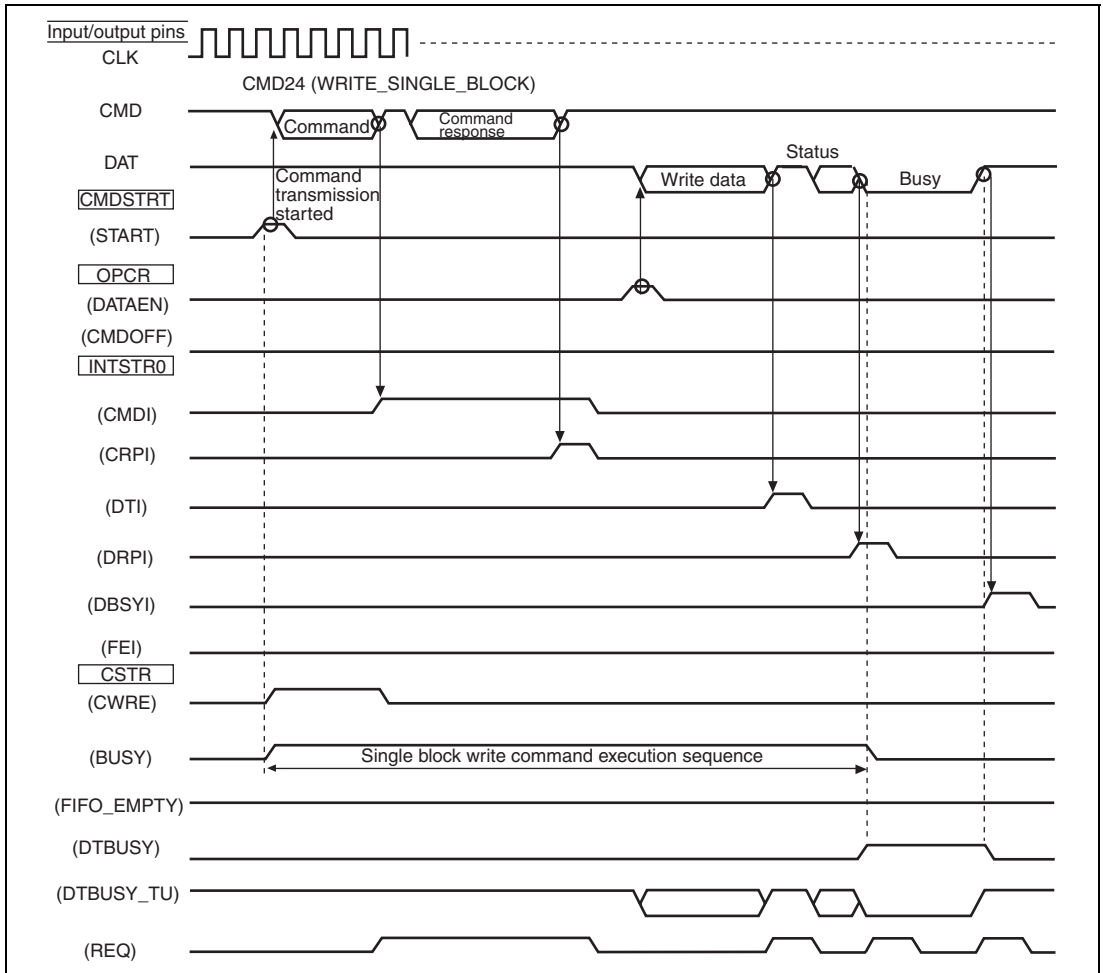 Input/output pins
CLK
CMD24 (WRITE_SINGLE_BLOCK)
CMD
Command
Command
response
Status
DAT
Command
transmission
started
Write data
Busy
CMDSTRT
(START)
OPCR
(DATAEN)
(CMDOFF)
INTSTR0
(CMDI)
(CRPI)
(DTI)
(DRPI)
(DBSYI)
(FEI)
CSTR
(CWRE)
(BUSY)
Single block write command execution sequence
(FIFO_EMPTY)
(DTBUSY)
(DTBUSY_TU)
(REQ)